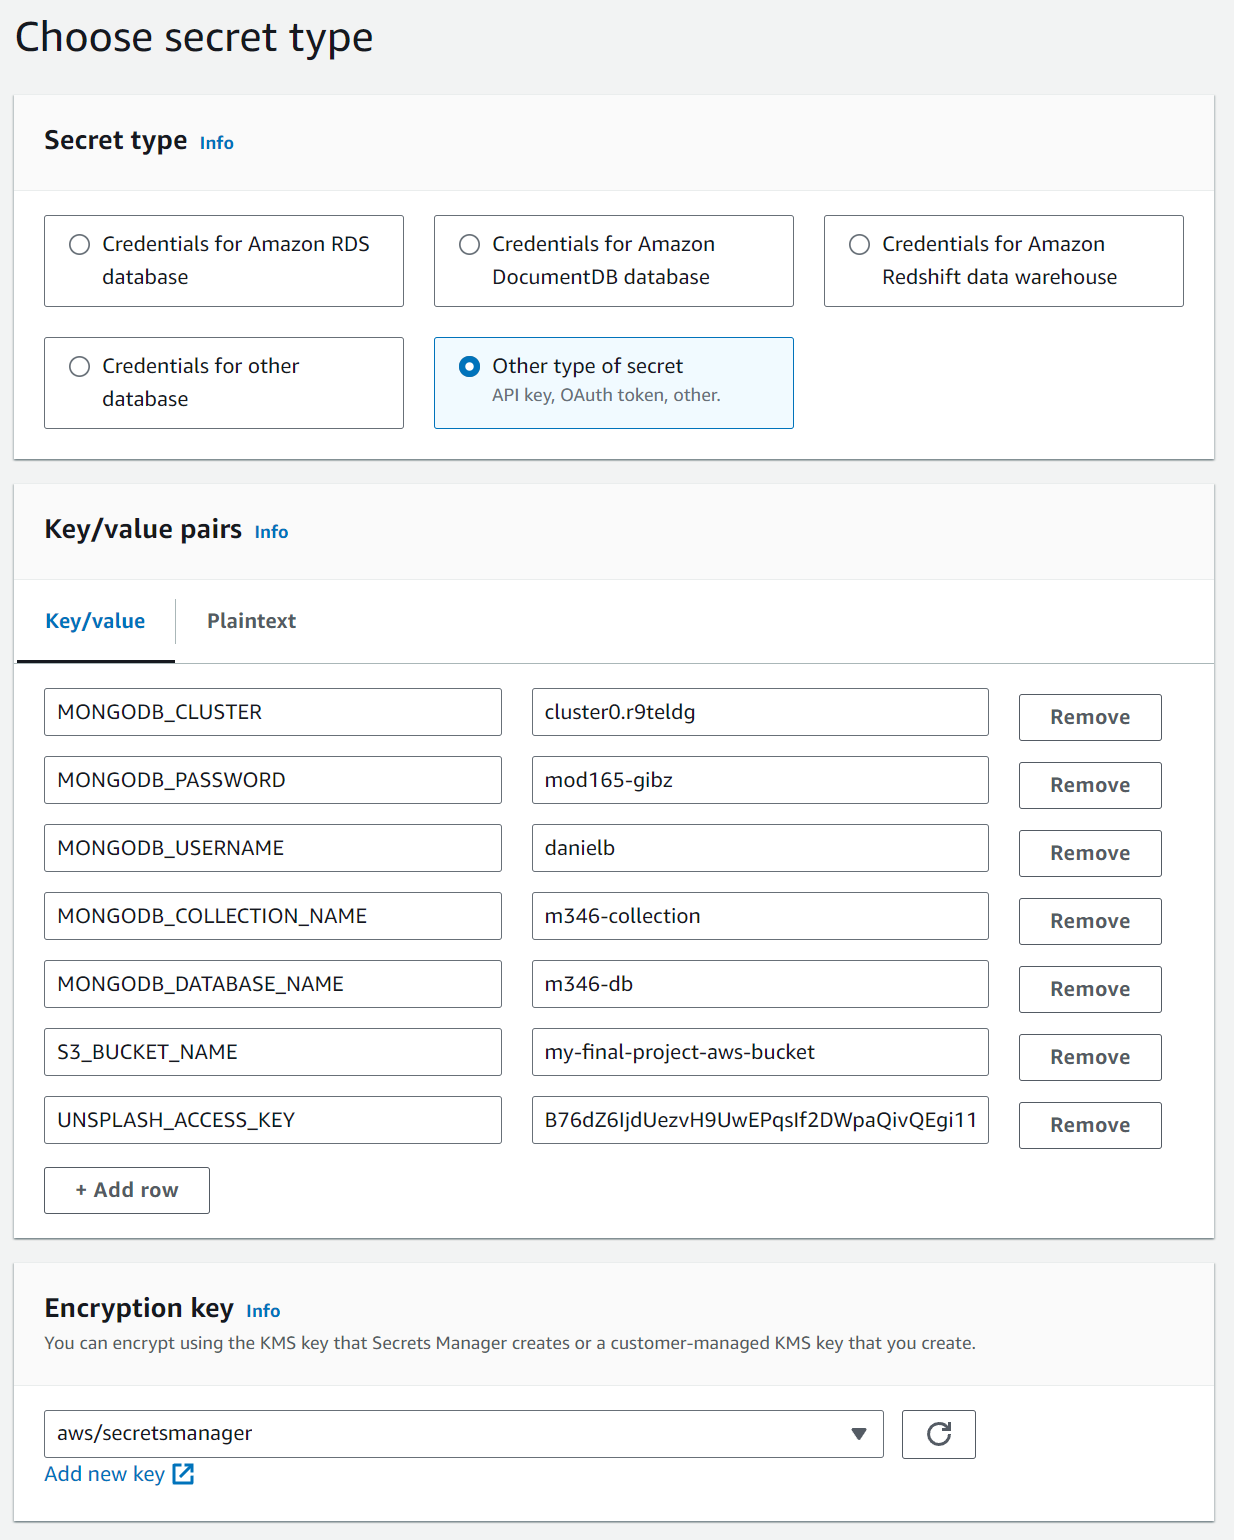 Choose secret type
Secret type Info
Credentials for Amazon RDS
database
Credentials for Amazon
DocumentDB database
Credentials for Amazon
Redshift data warehouse
Credentials for other
database
Other type of secret
API key, OAuth token, other.
Key/value pairs Info
Key/value Plaintext
MONGODB_CLUSTER cluster0.r9teldg Remove
MONGODB_PASSWORD mod165-gibz Remove
MONGODB_USERNAME danielb Remove
MONGODB_COLLECTION_NAME m346-collection Remove
MONGODB_DATABASE_NAME m346-db Remove
S3_BUCKET_NAME my-final-project-aws-bucket Remove
UNSPLASH_ACCESS_KEY B76dZ6IjdUezvH9UwEPqsIf2DWpaQivQEgi11 Remove
+ Add row
Encryption key Info
You can encrypt using the KMS key that Secrets Manager creates or a customer-managed KMS key that you create.
aws/secretsmanager
Add new key